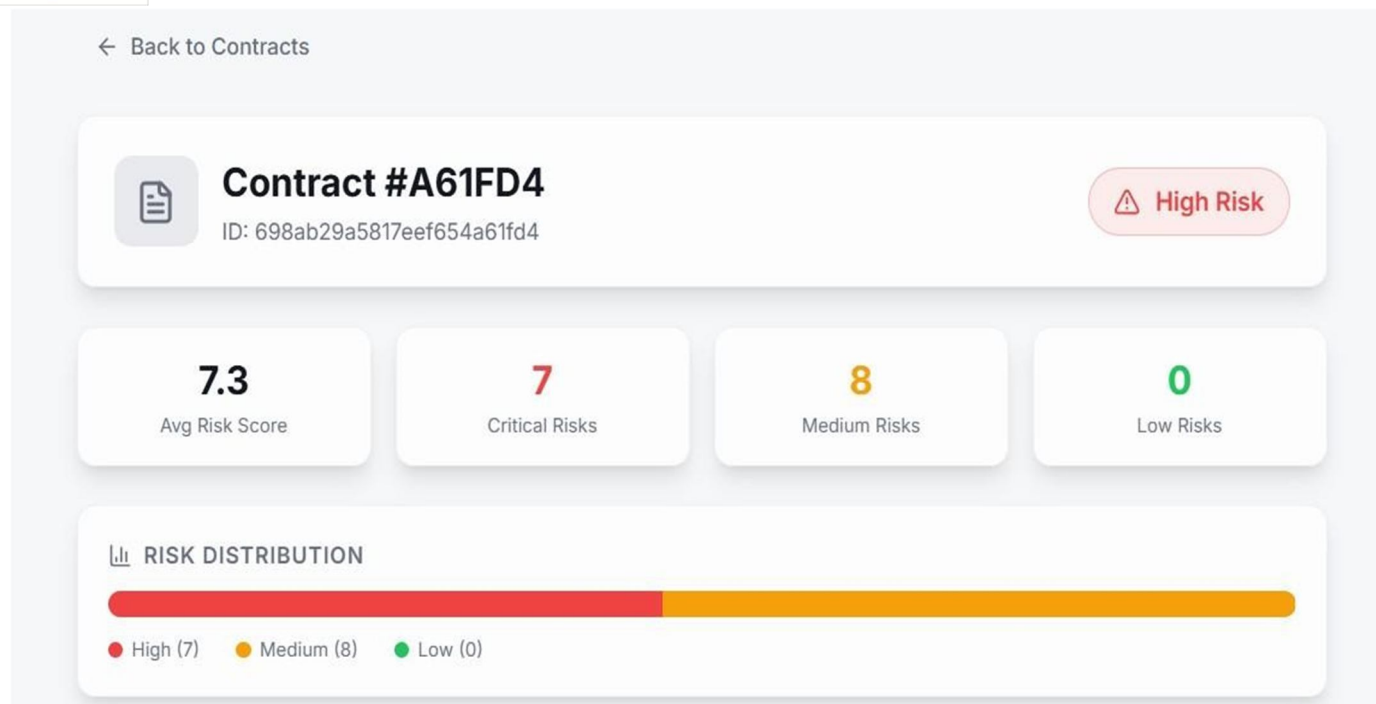 Back to Contracts
Contract #A61FD4
ID: 698ab29a5817eef654a61fd4
High Risk
7.3
Avg Risk Score
7
Critical Risks
8
Medium Risks
0
Low Risks
RISK DISTRIBUTION
High (7)
Medium (8)
Low (0)